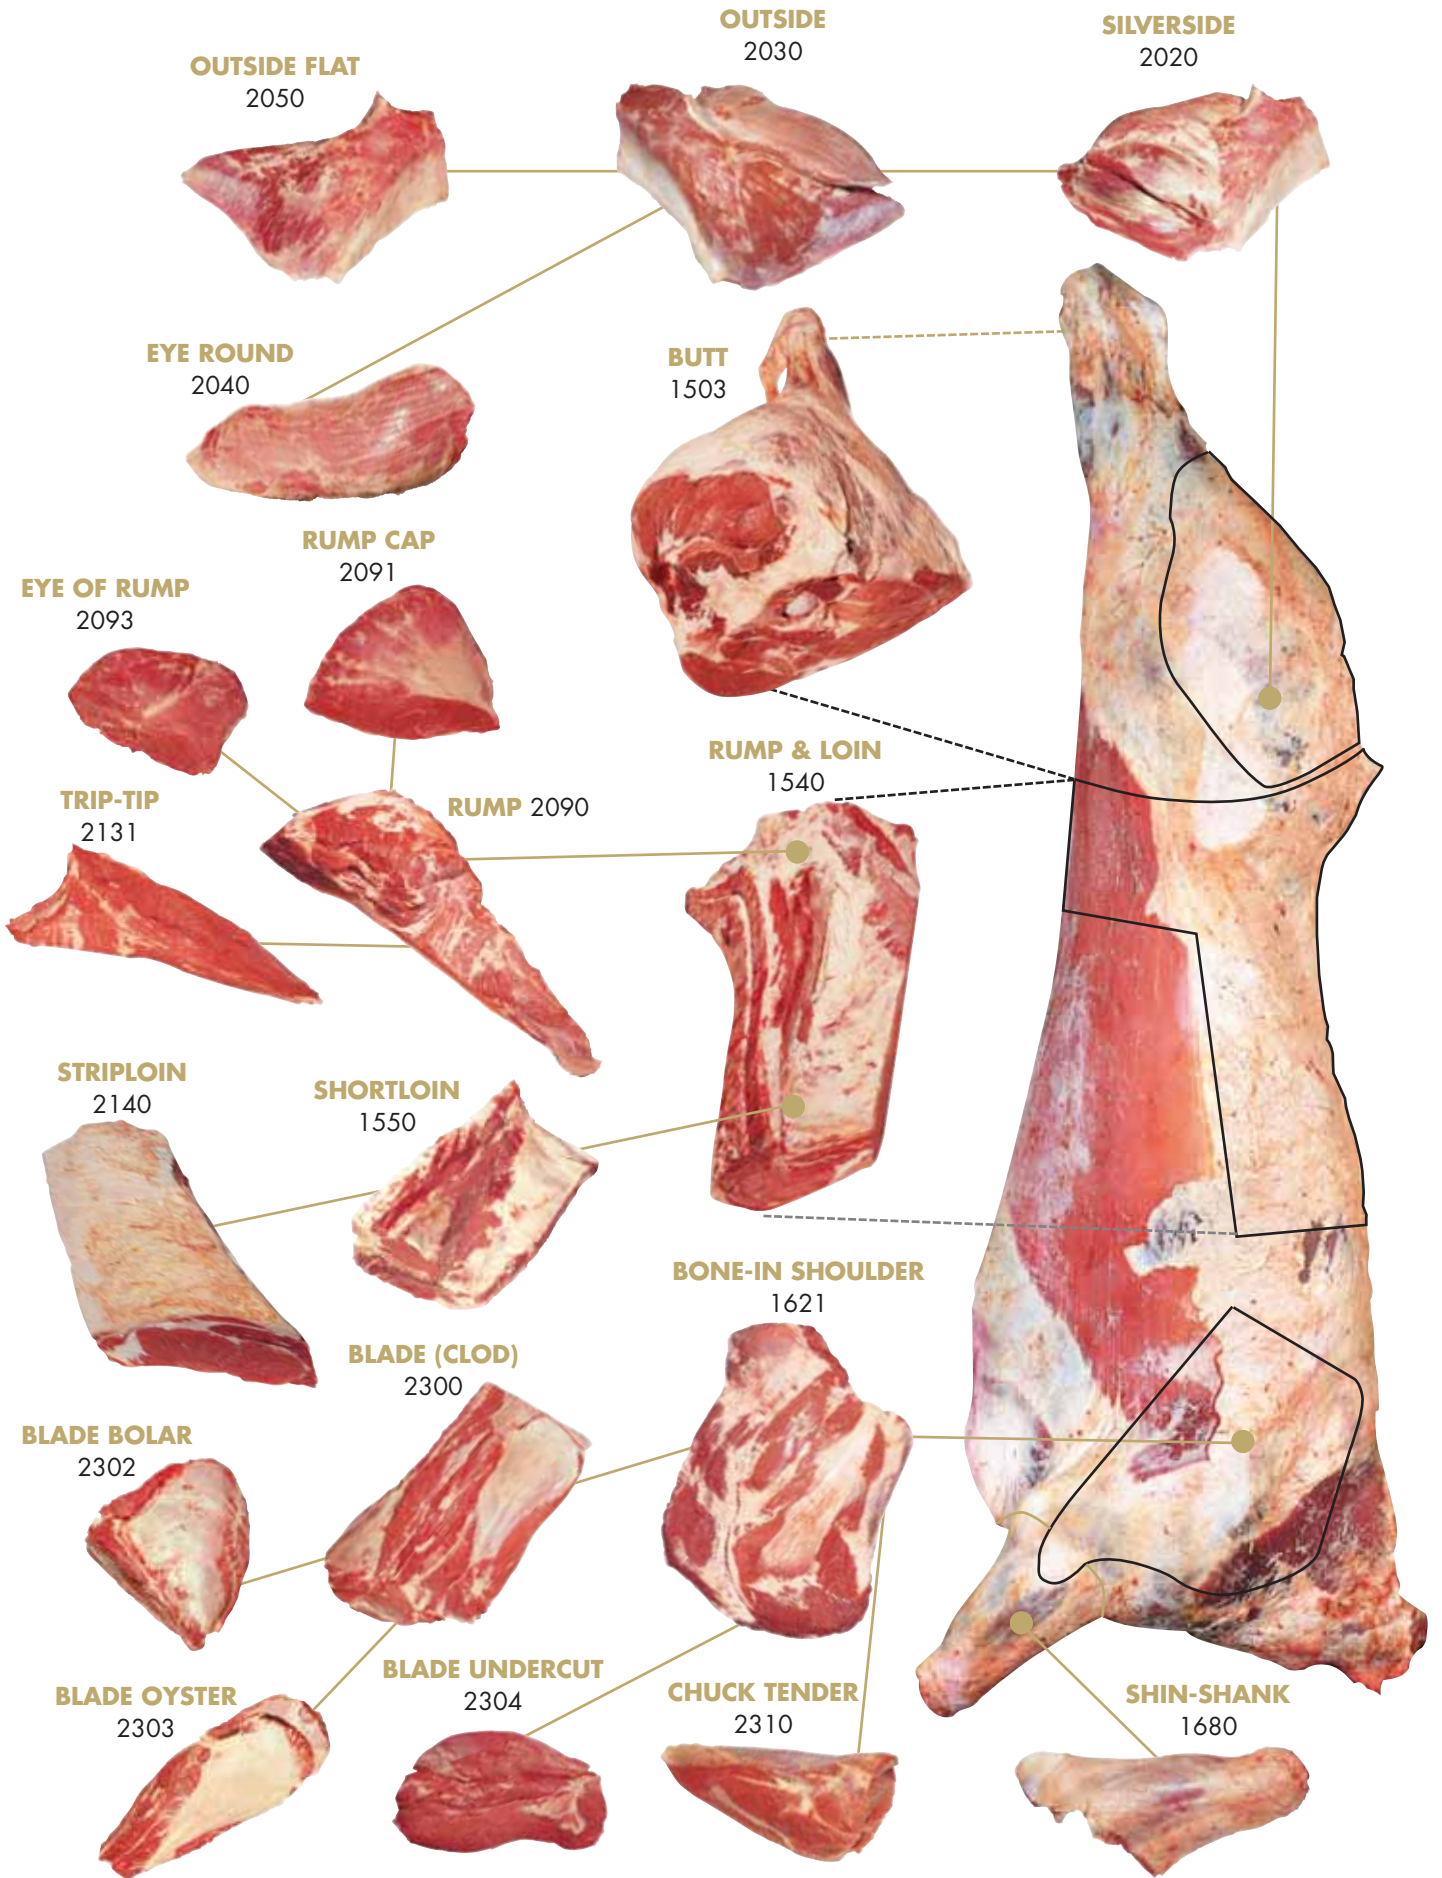 OUTSIDE
2030
SILVERSIDE
2020
OUTSIDE FLAT
2050
EYE ROUND
2040
BUTT
1503
RUMP CAP
2091
EYE OF RUMP
2093
RUMP & LOIN
1540
TRIP-TIP
2131
RUMP 2090
STRIPLOIN
2140
SHORTLOIN
1550
BONE-IN SHOULDER
1621
BLADE (CLOD)
2300
BLADE BOLAR
2302
BLADE UNDERCUT
2304
BLADE OYSTER
2303
CHUCK TENDER
2310
SHIN-SHANK
1680